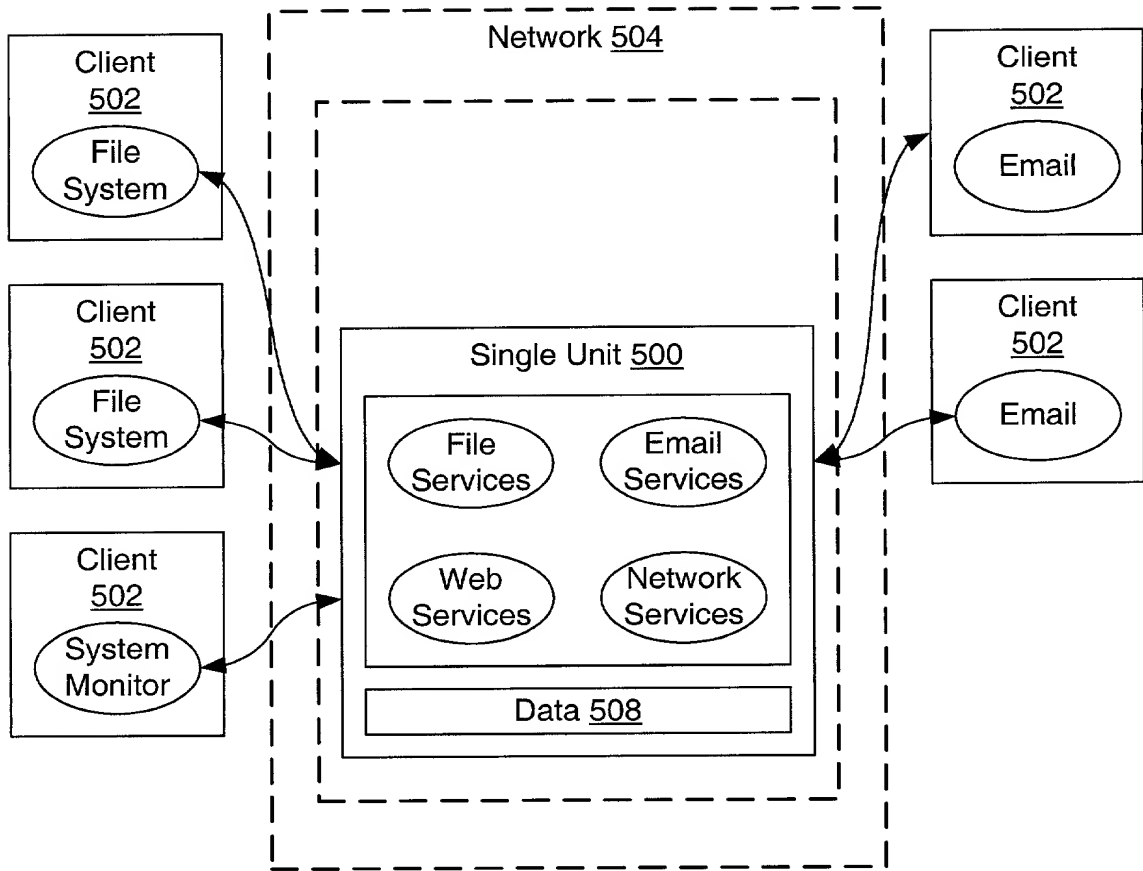 Network 504
Client
502
File
System
Client
502
File
System
Client
502
System
Monitor
Single Unit 500
File
Services
Email
Services
Web
Services
Network
Services
Data 508
Client
502
Email
Client
502
Email